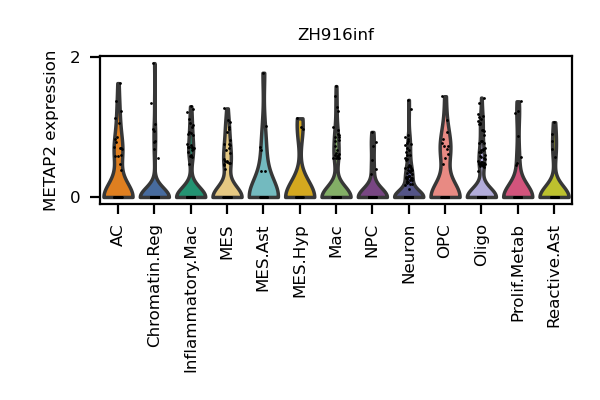 ZH916inf
METAP2 expression
2
0
AC
Chromatin.Reg
Inflammatory.Mac
MES
MES.Ast
MES.Hyp
Mac
NPC
Neuron
OPC
Oligo
Prolif.Metab
Reactive.Ast